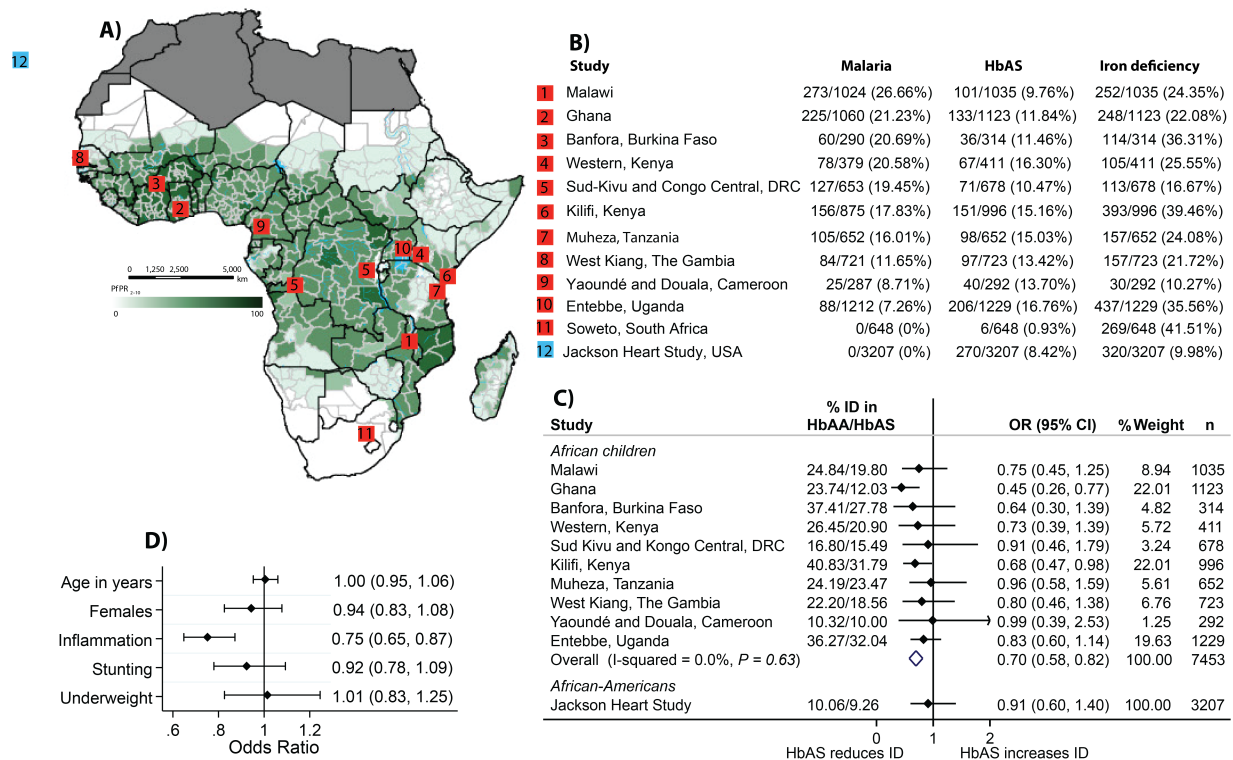 A)
12
8
3
2
9
10
4
5
6
5
7
1
11
0 1,250 2,500 5,000
km
PfPR 2–10
0 100
B)
Study Malaria HbAS Iron deficiency
1 Malawi 273/1024 (26.66%) 101/1035 (9.76%) 252/1035 (24.35%)
2 Ghana 225/1060 (21.23%) 133/1123 (11.84%) 248/1123 (22.08%)
3 Banfora, Burkina Faso 60/290 (20.69%) 36/314 (11.46%) 114/314 (36.31%)
4 Western, Kenya 78/379 (20.58%) 67/411 (16.30%) 105/411 (25.55%)
5 Sud-Kivu and Congo Central, DRC 127/653 (19.45%) 71/678 (10.47%) 113/678 (16.67%)
6 Kilifi, Kenya 156/875 (17.83%) 151/996 (15.16%) 393/996 (39.46%)
7 Muheza, Tanzania 105/652 (16.01%) 98/652 (15.03%) 157/652 (24.08%)
8 West Kiang, The Gambia 84/721 (11.65%) 97/723 (13.42%) 157/723 (21.72%)
9 Yaoundé and Douala, Cameroon 25/287 (8.71%) 40/292 (13.70%) 30/292 (10.27%)
10 Entebbe, Uganda 88/1212 (7.26%) 206/1229 (16.76%) 437/1229 (35.56%)
11 Soweto, South Africa 0/648 (0%) 6/648 (0.93%) 269/648 (41.51%)
12 Jackson Heart Study, USA 0/3207 (0%) 270/3207 (8.42%) 320/3207 (9.98%)
C)
% ID in
Study HbAA/HbAS OR (95% CI) % Weight n
African children
Malawi 24.84/19.80 0.75 (0.45, 1.25) 8.94 1035
Ghana 23.74/12.03 0.45 (0.26, 0.77) 22.01 1123
Banfora, Burkina Faso 37.41/27.78 0.64 (0.30, 1.39) 4.82 314
Western, Kenya 26.45/20.90 0.73 (0.39, 1.39) 5.72 411
Sud Kivu and Kongo Central, DRC 16.80/15.49 0.91 (0.46, 1.79) 3.24 678
Kilifi, Kenya 40.83/31.79 0.68 (0.47, 0.98) 22.01 996
Muheza, Tanzania 24.19/23.47 0.96 (0.58, 1.59) 5.61 652
West Kiang, The Gambia 22.20/18.56 0.80 (0.46, 1.38) 6.76 723
Yaoundé and Douala, Cameroon 10.32/10.00 0.99 (0.39, 2.53) 1.25 292
Entebbe, Uganda 36.27/32.04 0.83 (0.60, 1.14) 19.63 1229
Overall (I-squared = 0.0%, P = 0.63) 0.70 (0.58, 0.82) 100.00 7453
African-Americans
Jackson Heart Study 10.06/9.26 0.91 (0.60, 1.40) 100.00 3207
0 1 2
HbAS reduces ID HbAS increases ID
D)
Age in years 1.00 (0.95, 1.06)
Females 0.94 (0.83, 1.08)
Inflammation 0.75 (0.65, 0.87)
Stunting 0.92 (0.78, 1.09)
Underweight 1.01 (0.83, 1.25)
.6 .8 1 1.2
Odds Ratio